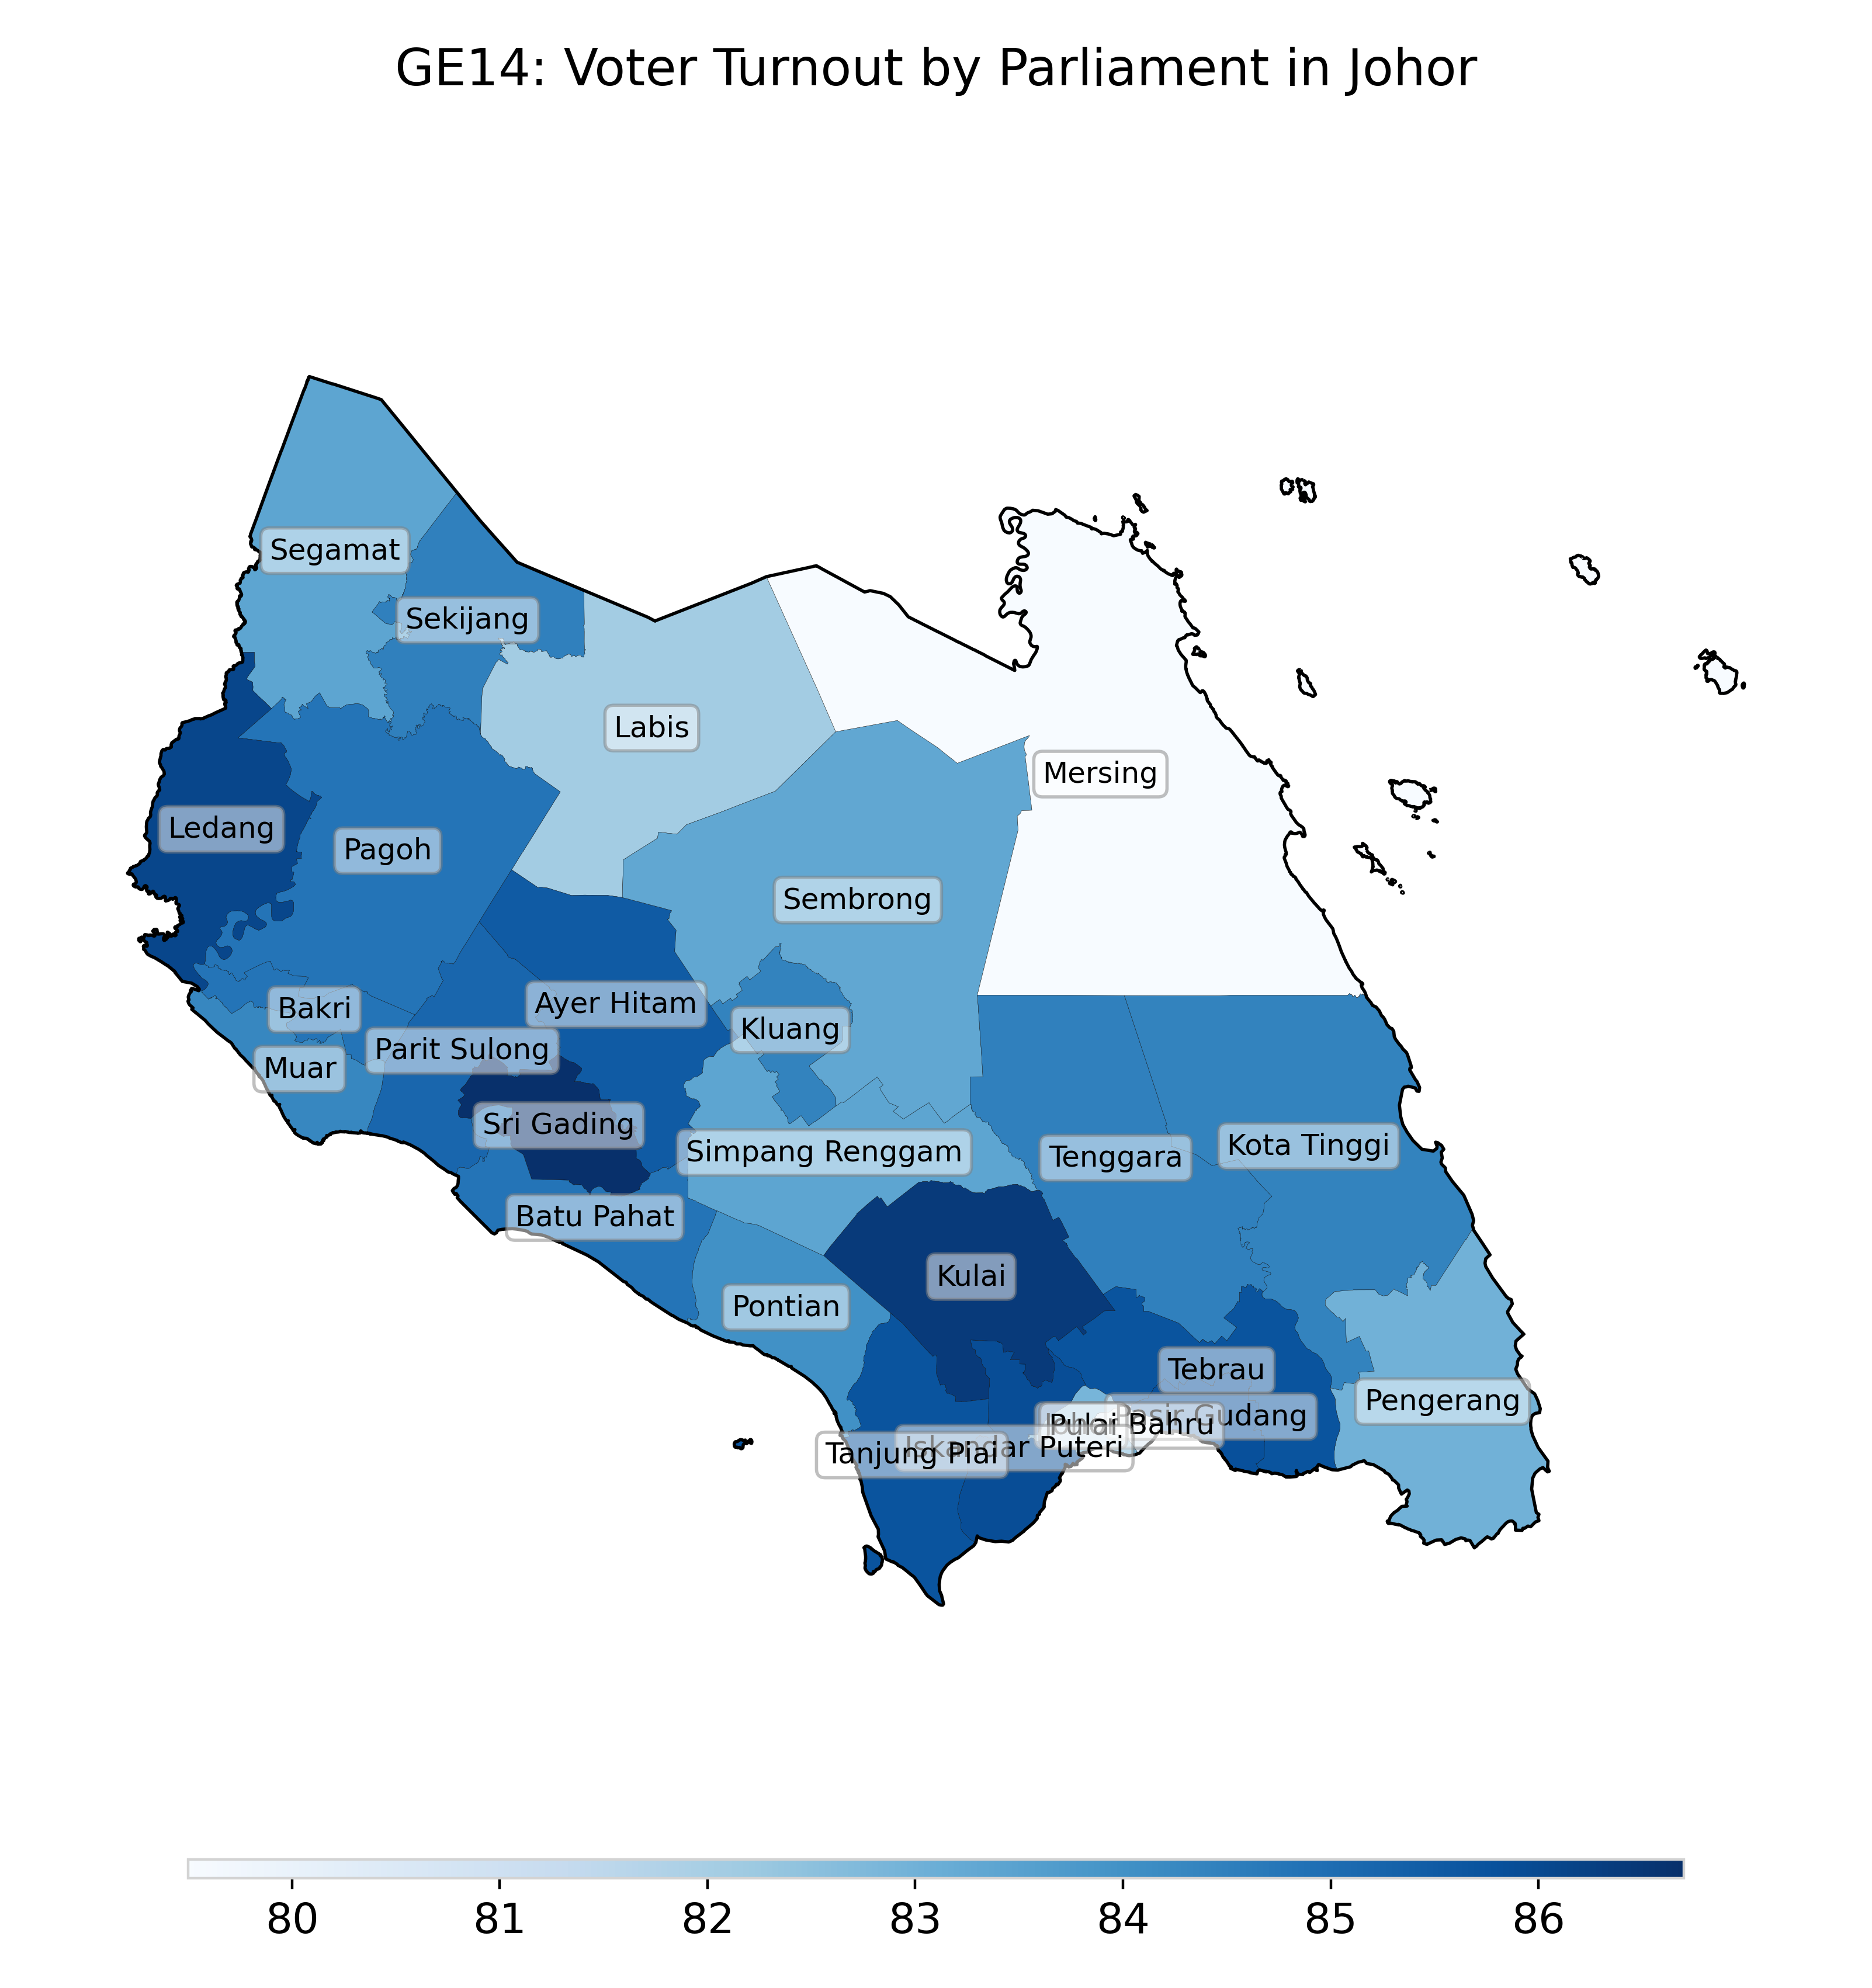 GE14: Voter Turnout by Parliament in Johor
Segamat
Sekijang
Labis
Mersing
Ledang
Pagoh
Sembrong
Bakri
Ayer Hitam
Kluang
Parit Sulong
Muar
Sri Gading
Simpang Renggam
Tenggara
Kota Tinggi
Batu Pahat
Kulai
Pontian
Tebrau
Pengerang
Pasir Gudang
Pulai
Bahru
Iskandar Puteri
Tanjung Piai
80 81 82 83 84 85 86